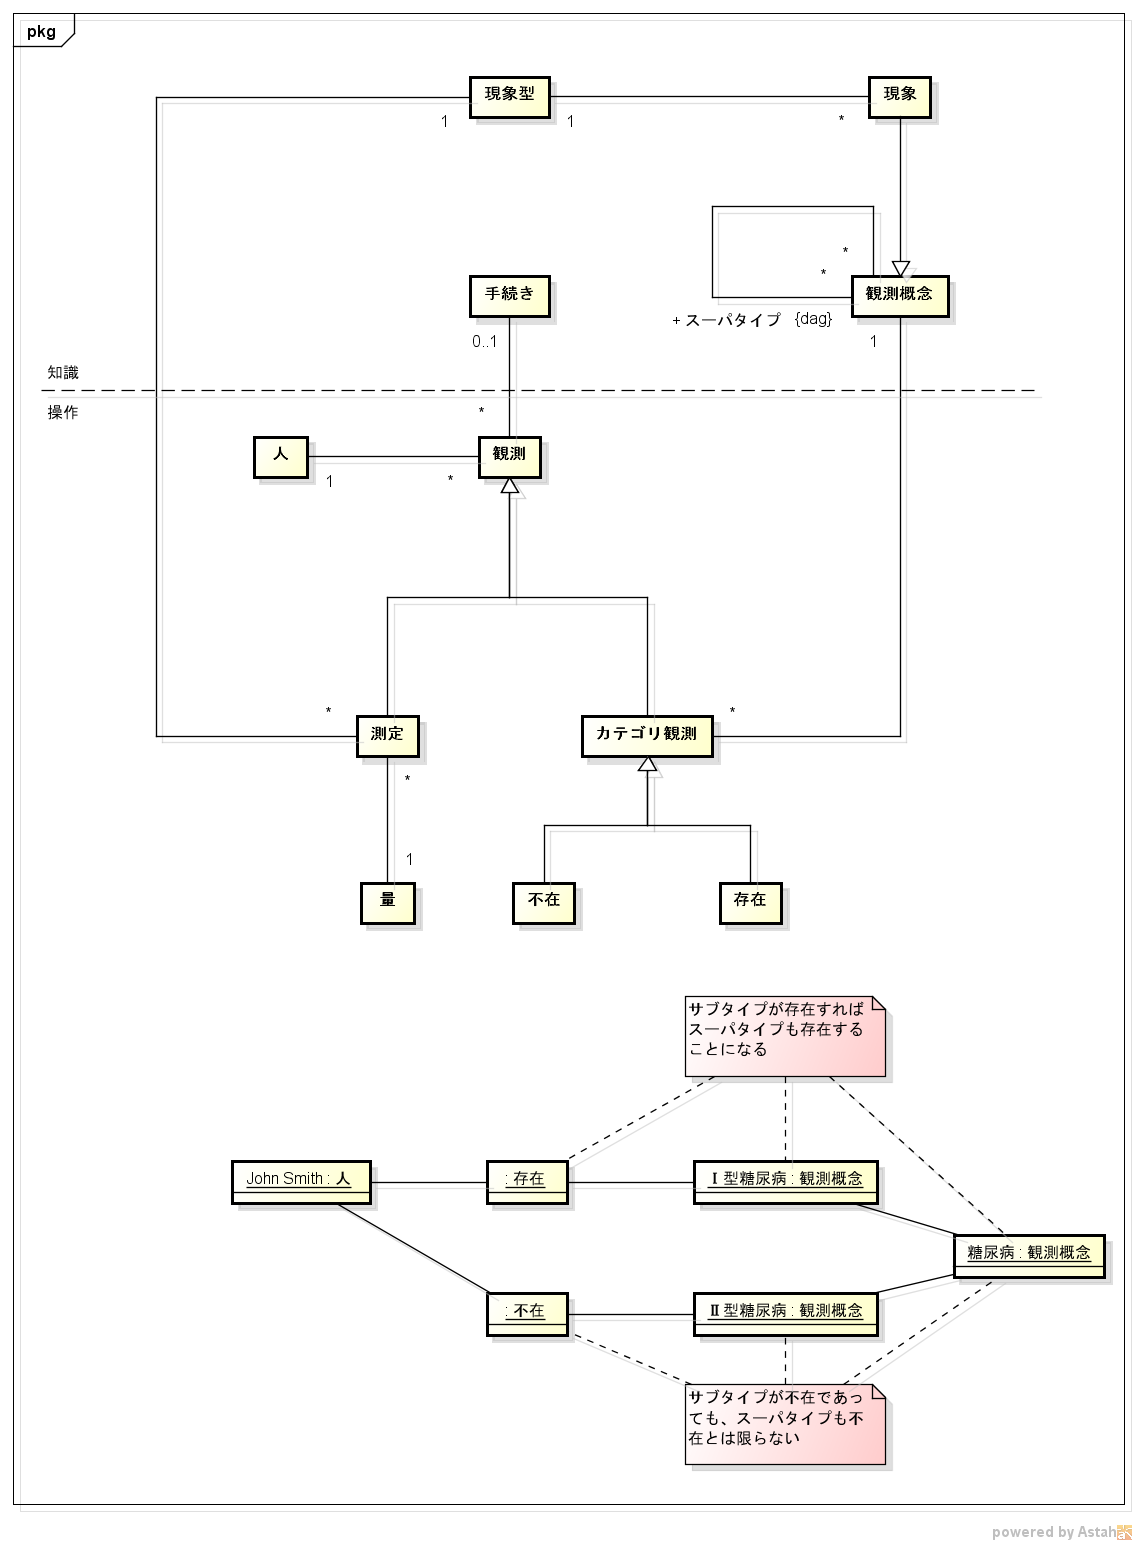 pkg
現象型
現象
1
1
*
*
*
手続き
観測概念
+ スーパタイプ {dag}
0..1
1
知識
操作
*
人
観測
1
*
*
*
測定
カテゴリ観測
*
1
量
不在
存在
サブタイプが存在すれば
スーパタイプも存在する
ことになる
John Smith : 人
: 存在
Ⅰ型糖尿病 : 観測概念
糖尿病 : 観測概念
: 不在
Ⅱ型糖尿病 : 観測概念
サブタイプが不在であっ
ても、スーパタイプも不
在とは限らない
powered by Astah